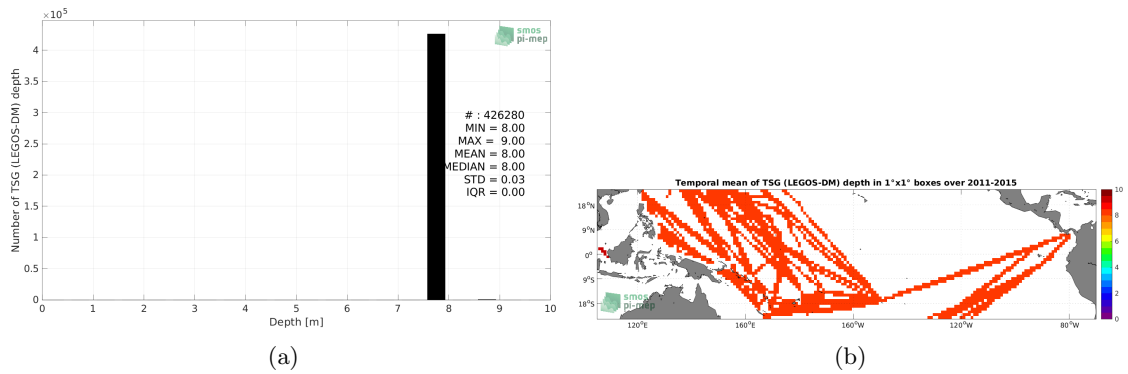 ×10⁵
4
3.5
3
2.5
2
1.5
1
0.5
0
Number of TSG (LEGOS-DM) depth
0 1 2 3 4 5 6 7 8 9 10
Depth [m]
smos
pi-mep
# : 426280
MIN = 8.00
MAX = 9.00
MEAN = 8.00
MEDIAN = 8.00
STD = 0.03
IQR = 0.00
(a)
Temporal mean of TSG (LEGOS-DM) depth in 1°x1° boxes over 2011-2015
18°N
9°N
0°
9°S
18°S
120°E 160°E 160°W 120°W 80°W
smos
pi-mep
10
8
6
4
2
0
(b)